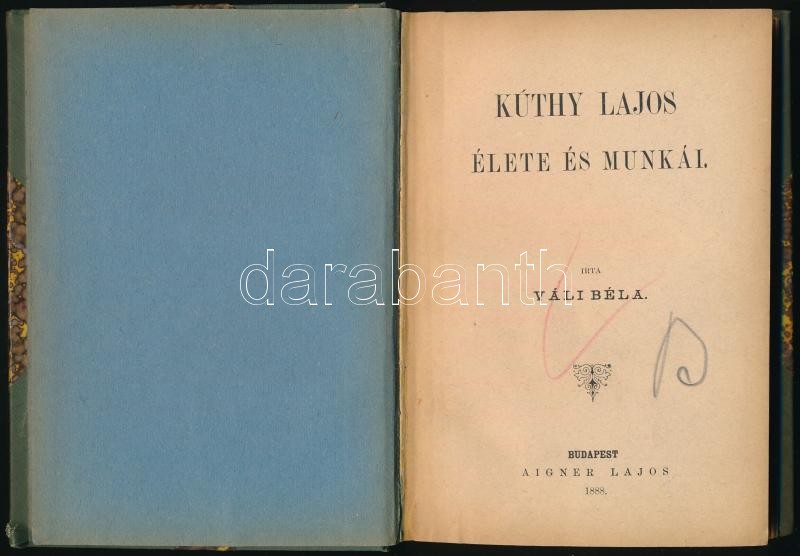 KÚTHY LAJOS
ÉLETE ÉS MUNKÁI.
darabanth
IRTA
VÁLI BÉLA.
B
BUDAPEST
AIGNER LAJOS
1888.